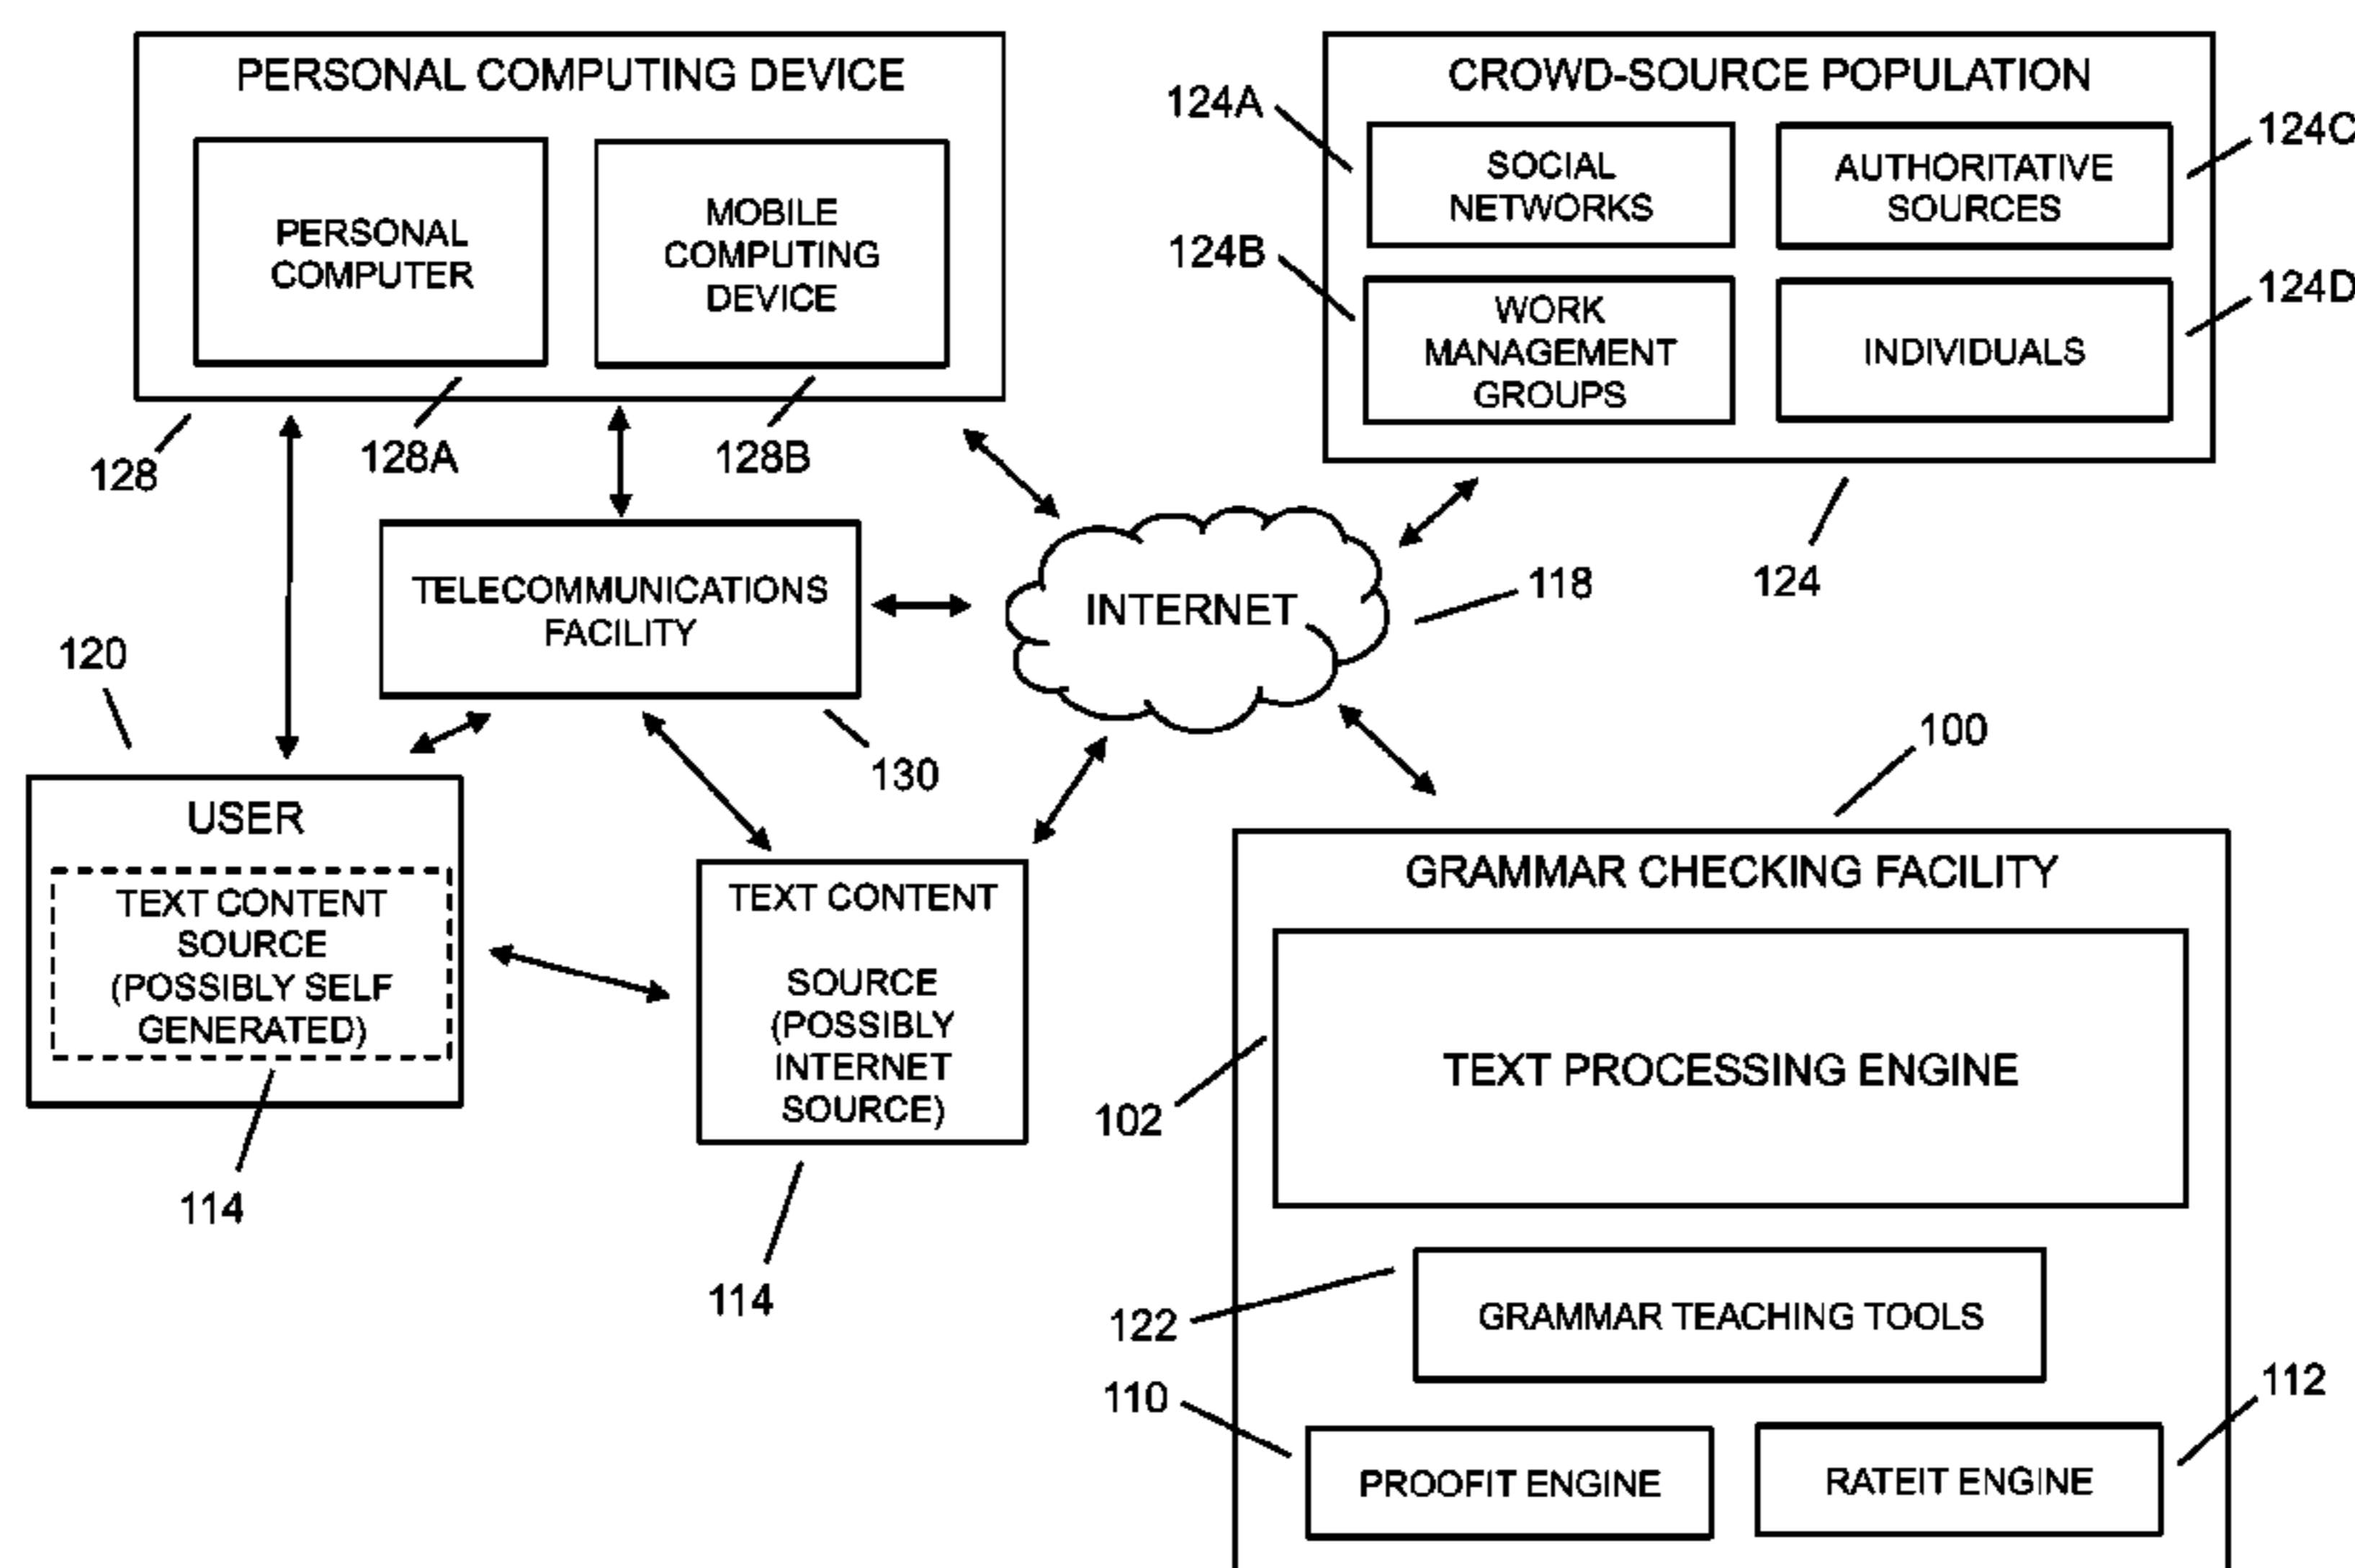 PERSONAL COMPUTING DEVICE
PERSONAL
COMPUTER
MOBILE
COMPUTING
DEVICE
128
128A
128B
CROWD-SOURCE POPULATION
124A
SOCIAL
NETWORKS
AUTHORITATIVE
SOURCES
124C
124B
WORK
MANAGEMENT
GROUPS
INDIVIDUALS
124D
124
TELECOMMUNICATIONS
FACILITY
130
INTERNET
118
120
USER
TEXT CONTENT
SOURCE
(POSSIBLY SELF
GENERATED)
114
TEXT CONTENT
SOURCE
(POSSIBLY
INTERNET
SOURCE)
114
100
GRAMMAR CHECKING FACILITY
TEXT PROCESSING ENGINE
102
122
GRAMMAR TEACHING TOOLS
110
PROOFIT ENGINE
RATEIT ENGINE
112